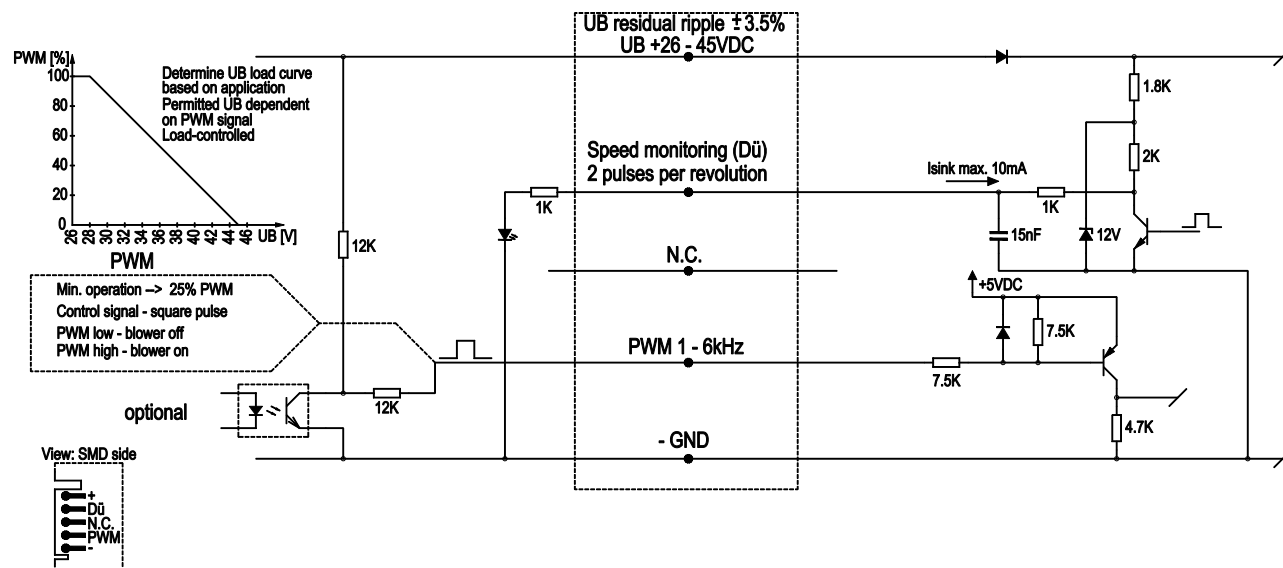 UB residual ripple ± 3.5%
UB +26 - 45VDC
PWM [%]
100
80
60
40
20
0
26
28
30
32
34
36
38
40
42
44
46
UB [V]
Determine UB load curve
based on application
Permitted UB dependent
on PWM signal
Load-controlled
PWM
Min. operation --> 25% PWM
Control signal - square pulse
PWM low - blower off
PWM high - blower on
optional
12K
12K
1K
Speed monitoring (Dü)
2 pulses per revolution
N.C.
PWM 1 - 6kHz
- GND
Isink max. 10mA
1.8K
2K
1K
15nF
12V
+5VDC
7.5K
7.5K
4.7K
View: SMD side
+
Dü
N.C.
PWM
-